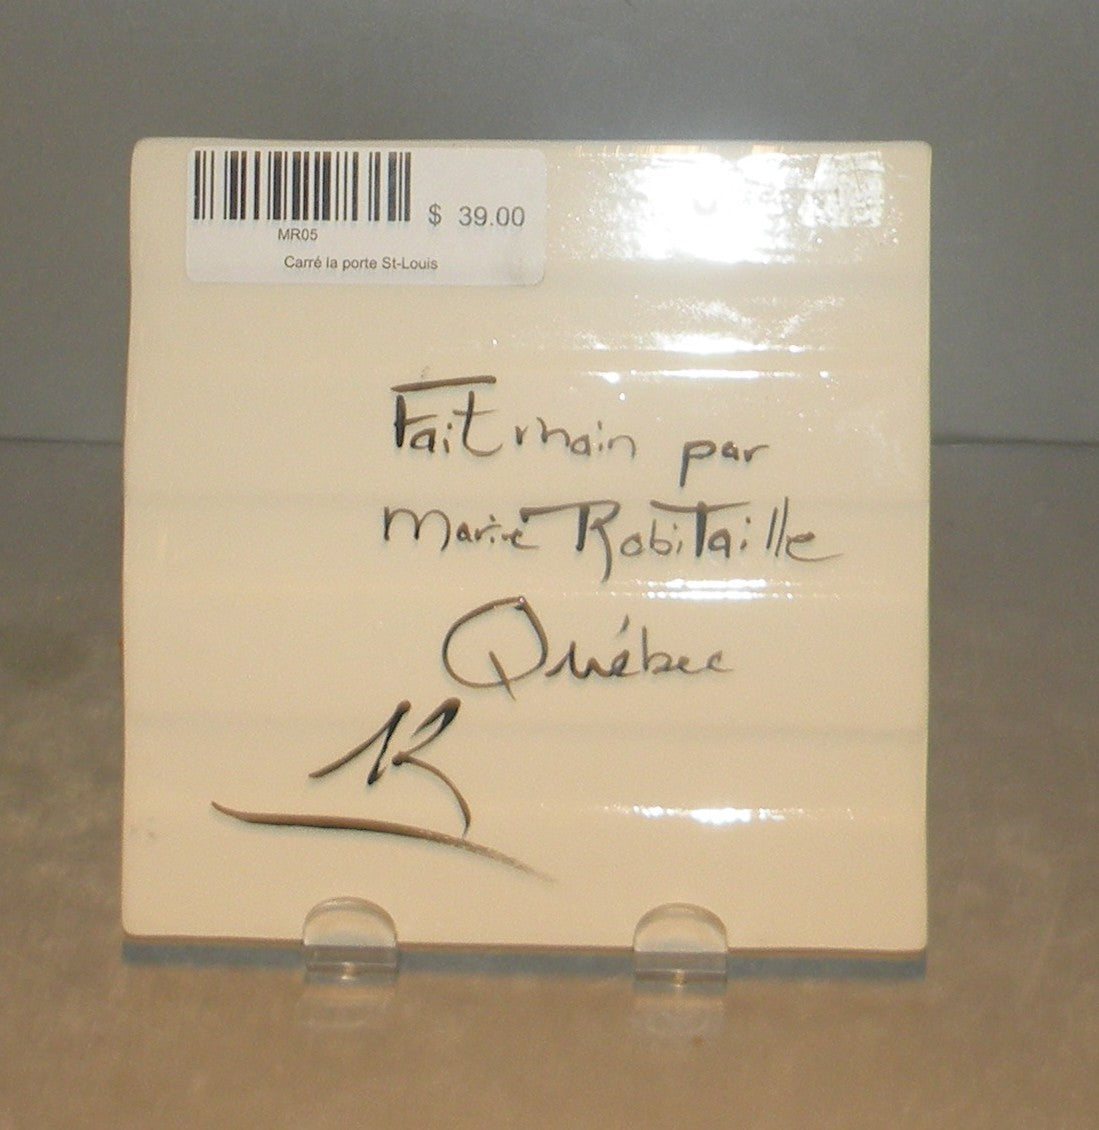 $ 39.00
MR05
Carré la porte St-Louis
Fait main par
Marie Robitaille
Québec